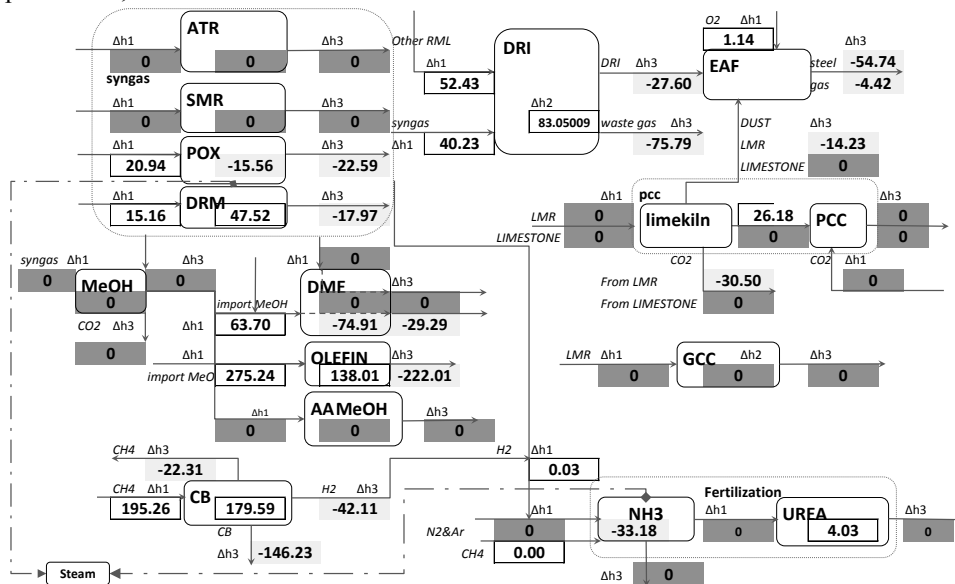 ATR
Δh1
Δh3
0
0
0
syngas
SMR
Δh1
Δh3
0
0
0
POX
Δh1
Δh3
20.94
-15.56
-22.59
DRM
Δh1
Δh3
15.16
47.52
-17.97
Other RML
Δh1
52.43
syngas
Δh1
40.23
DRI
Δh2
83.05009
DRI
Δh3
-27.60
waste gas
Δh3
-75.79
O2
Δh1
1.14
EAF
Δh3
steel
-54.74
gas
-4.42
DUST
LMR
LIMESTONE
Δh3
-14.23
0
pcc
LMR
LIMESTONE
Δh1
0
0
limekiln
26.18
0
PCC
Δh3
0
0
CO2
From LMR
-30.50
From LIMESTONE
0
CO2
Δh1
0
syngas
Δh1
0
MeOH
0
Δh3
0
CO2
Δh3
0
Δh1
0
DME
import MeOH
Δh1
63.70
0
0
-74.91
-29.29
Δh1
import MeO
275.24
OLEFIN
138.01
Δh3
-222.01
Δh1
0
AAMeOH
0
Δh3
0
LMR
Δh1
0
GCC
Δh2
0
Δh3
0
CH4
Δh3
-22.31
CH4
Δh1
195.26
CB
179.59
H2
Δh3
-42.11
CB
Δh3
-146.23
H2
Δh1
0.03
Fertilization
N2&Ar
Δh1
0
CH4
0.00
NH3
-33.18
Δh1
0
UREA
4.03
Δh3
0
Δh3
0
Steam